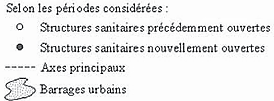 Selon les périodes considérées :
Structures sanitaires précédemment ouvertes
Structures sanitaires nouvellement ouvertes
Axes principaux
Barrages urbains